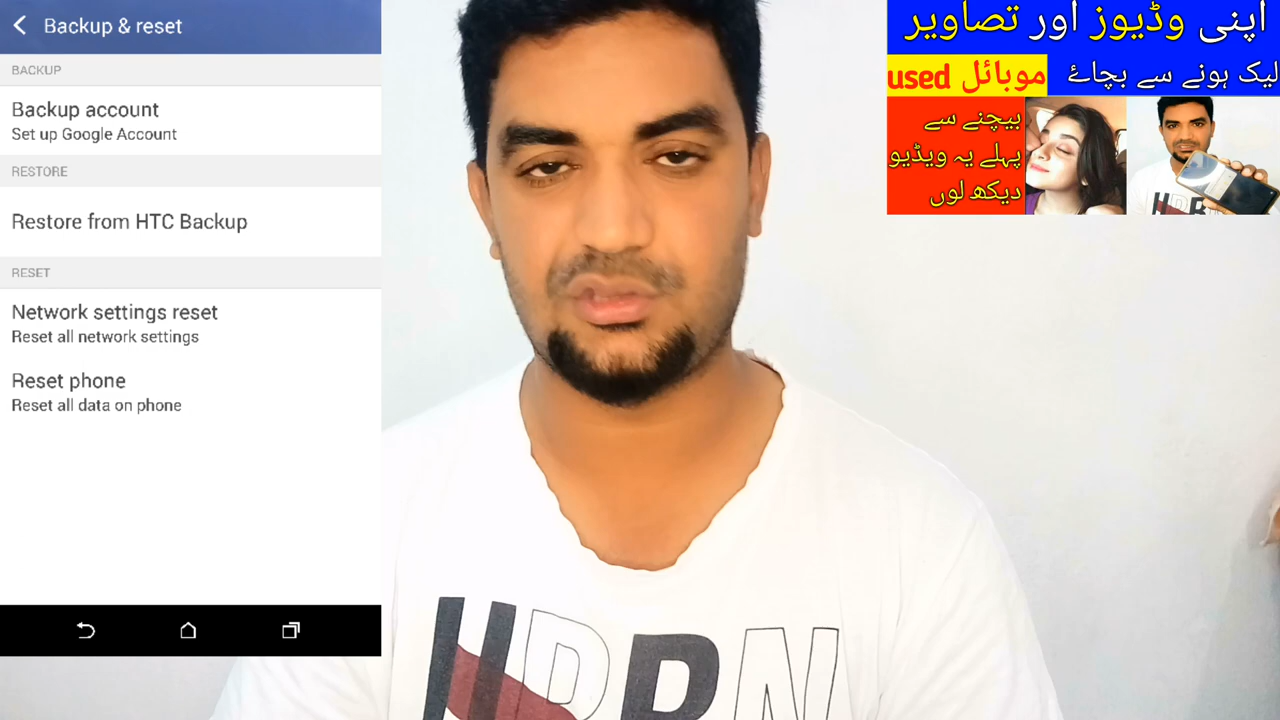 Backup & reset
BACKUP
Backup account
Set up Google Account
RESTORE
Restore from HTC Backup
RESET
Network settings reset
Reset all network settings
Reset phone
Reset all data on phone
اپنی وڈیوز اور تصاویر
لیک ہونے سے بچائے
موبائل used
بیچنے سے
پہلے یہ ویڈیو
دیکھ لوں